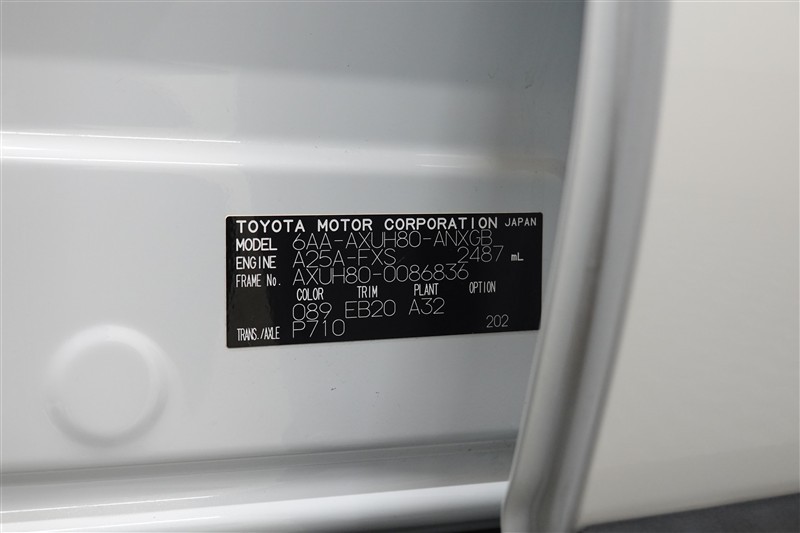 TOYOTA MOTOR CORPORATION JAPAN
MODEL 6AA-AXUH80-ANXGB
ENGINE A25A-FXS 2487 mL
FRAME No. AXUH80-0086836
COLOR TRIM PLANT OPTION
089 EB20 A32
TRANS./AXLE P710 202